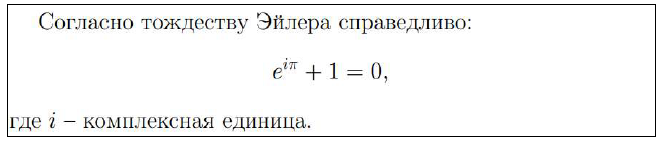 Согласно тождеству Эйлера справедливо:
e^{iπ} + 1 = 0,
где i – комплексная единица.